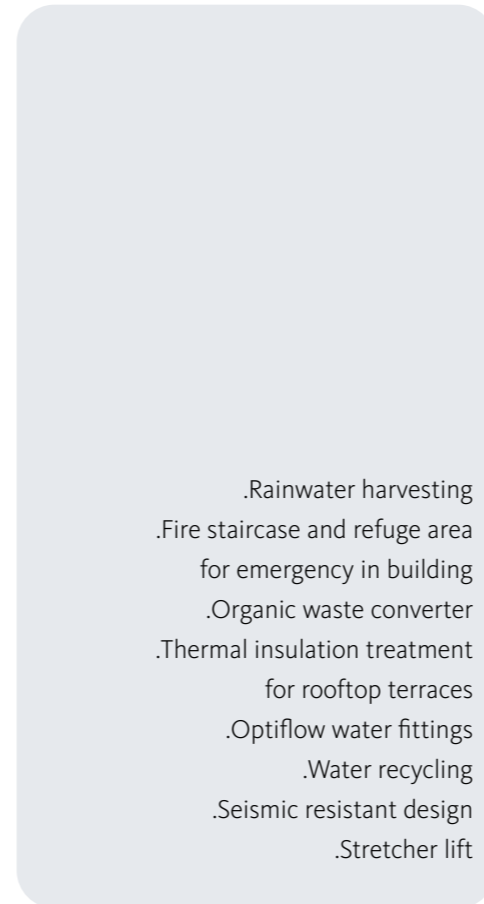 .Rainwater harvesting
.Fire staircase and refuge area
for emergency in building
.Organic waste converter
.Thermal insulation treatment
for rooftop terraces
.Optiflow water fittings
.Water recycling
.Seismic resistant design
.Stretcher lift